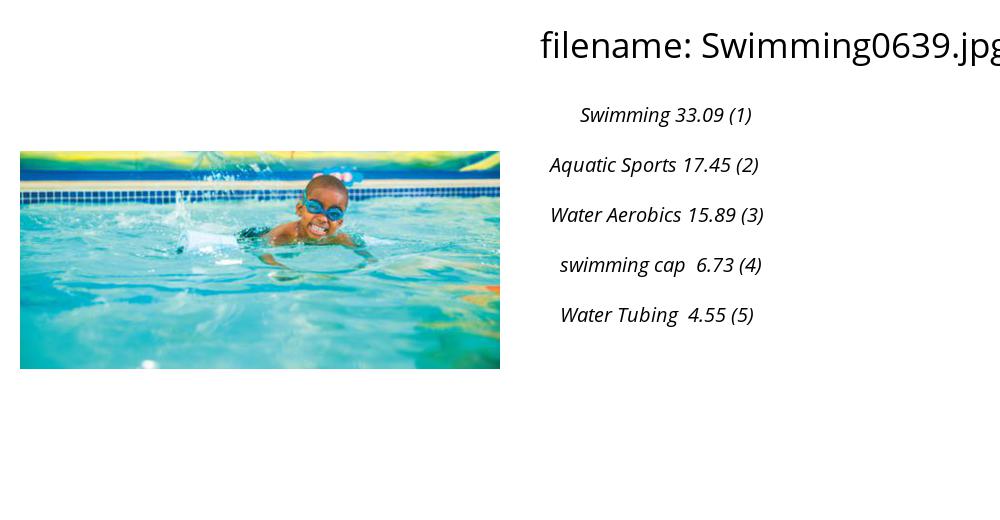 filename: Swimming0639.jpg
Swimming 33.09 (1)
Aquatic Sports 17.45 (2)
Water Aerobics 15.89 (3)
swimming cap 6.73 (4)
Water Tubing 4.55 (5)